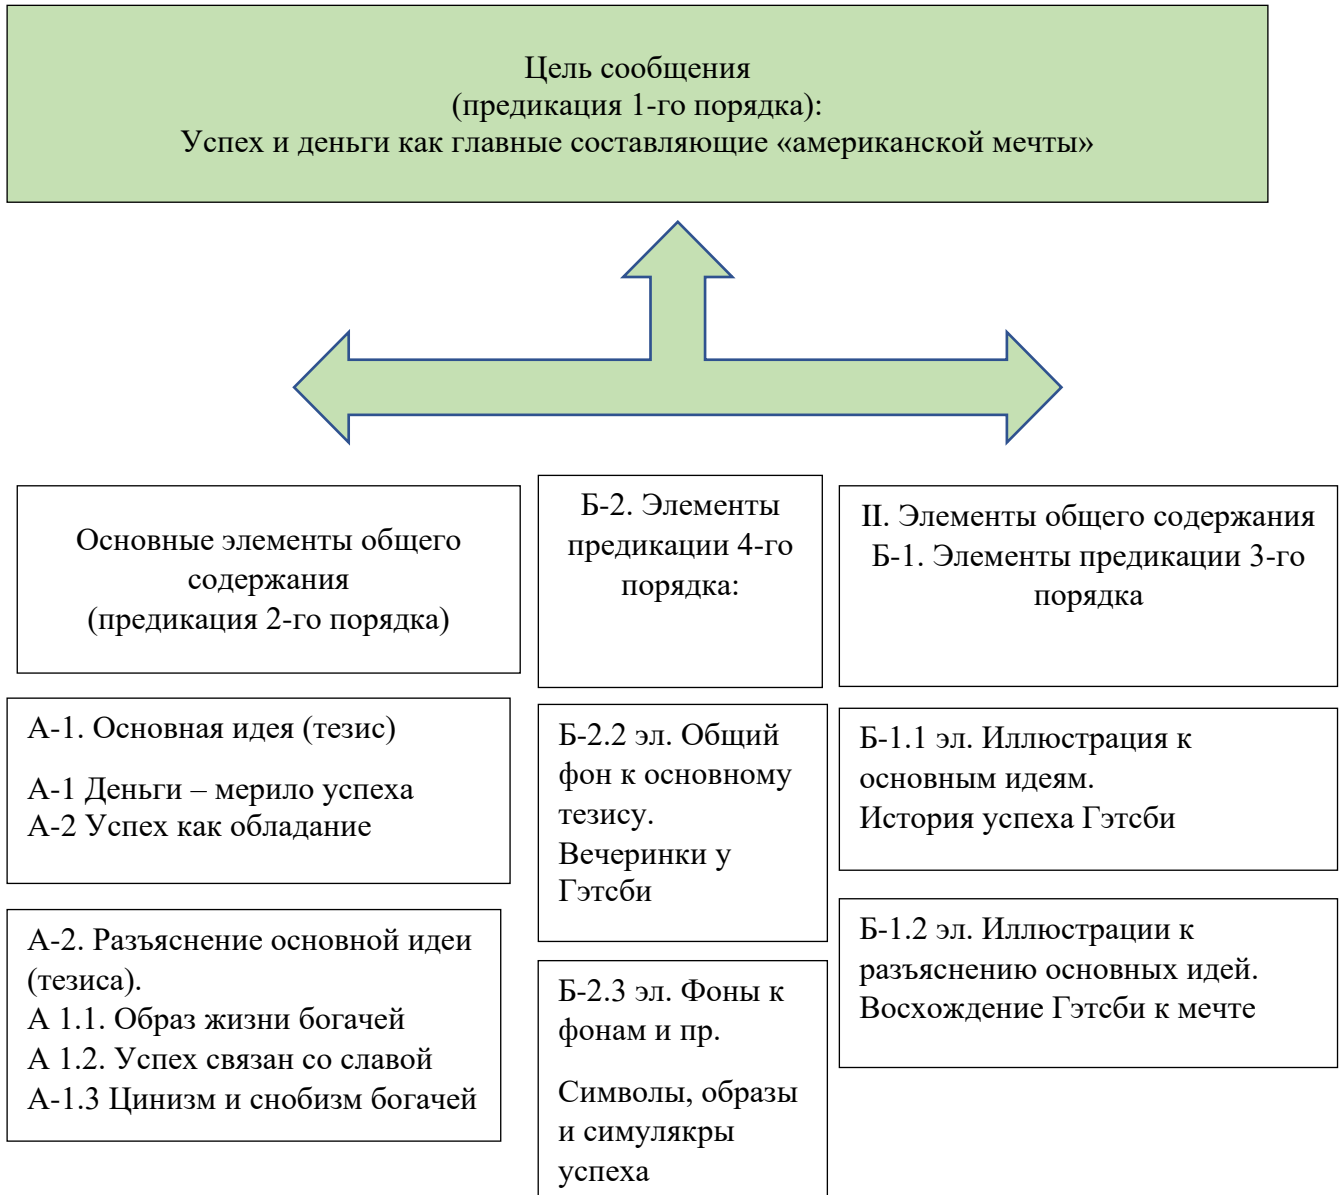 Цель сообщения
(предикация 1-го порядка):
Успех и деньги как главные составляющие «американской мечты»
Основные элементы общего
содержания
(предикация 2-го порядка)
А-1. Основная идея (тезис)
А-1 Деньги – мерило успеха
А-2 Успех как обладание
А-2. Разъяснение основной идеи
(тезиса).
А 1.1. Образ жизни богачей
А 1.2. Успех связан со славой
А-1.3 Цинизм и снобизм богачей
Б-2. Элементы
предикации 4-го
порядка:
Б-2.2 эл. Общий
фон к основному
тезису.
Вечеринки у
Гэтсби
Б-2.3 эл. Фоны к
фонам и пр.
Символы, образы
и симулякры
успеха
II. Элементы общего содержания
Б-1. Элементы предикации 3-го
порядка
Б-1.1 эл. Иллюстрация к
основным идеям.
История успеха Гэтсби
Б-1.2 эл. Иллюстрации к
разъяснению основных идей.
Восхождение Гэтсби к мечте